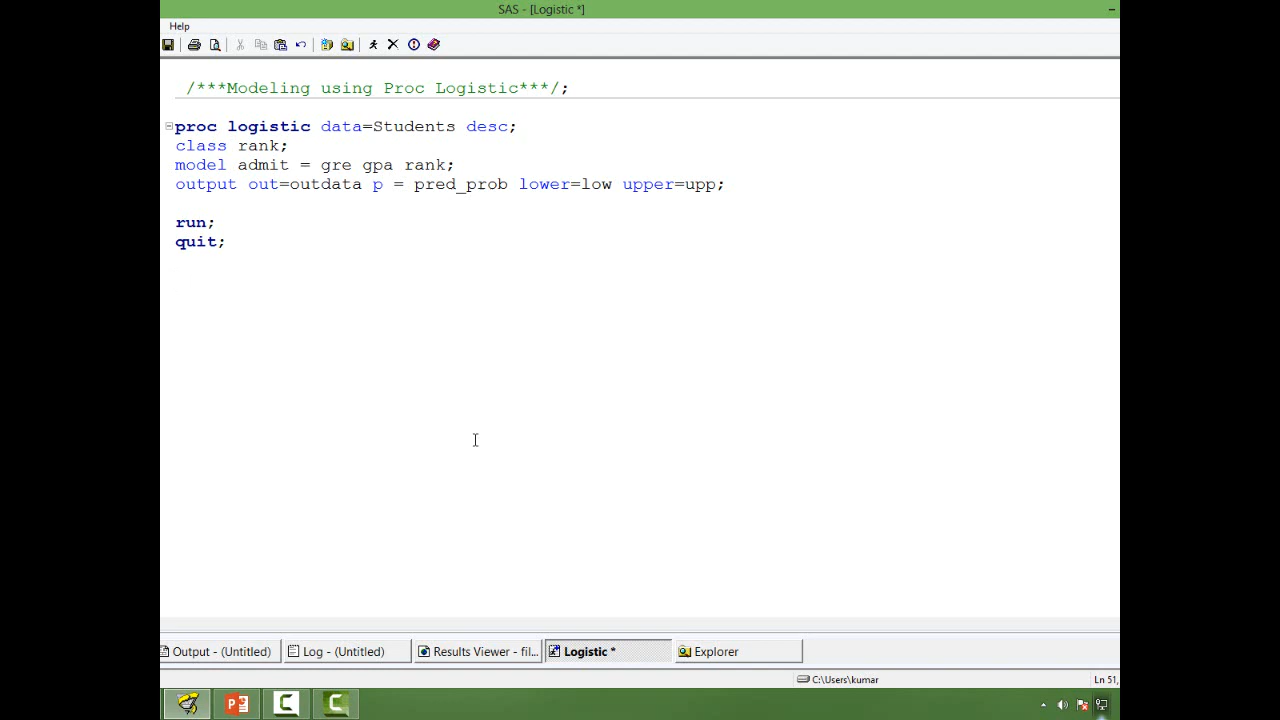 SAS - [Logistic *]
Help
/***Modeling using Proc Logistic***/;
proc logistic data=Students desc;
class rank;
model admit = gre gpa rank;
output out=outdata p = pred_prob lower=low upper=upp;
run;
quit;
Output - (Untitled) Log - (Untitled) Results Viewer - fil... Logistic * Explorer
C:\Users\kumar Ln 51,